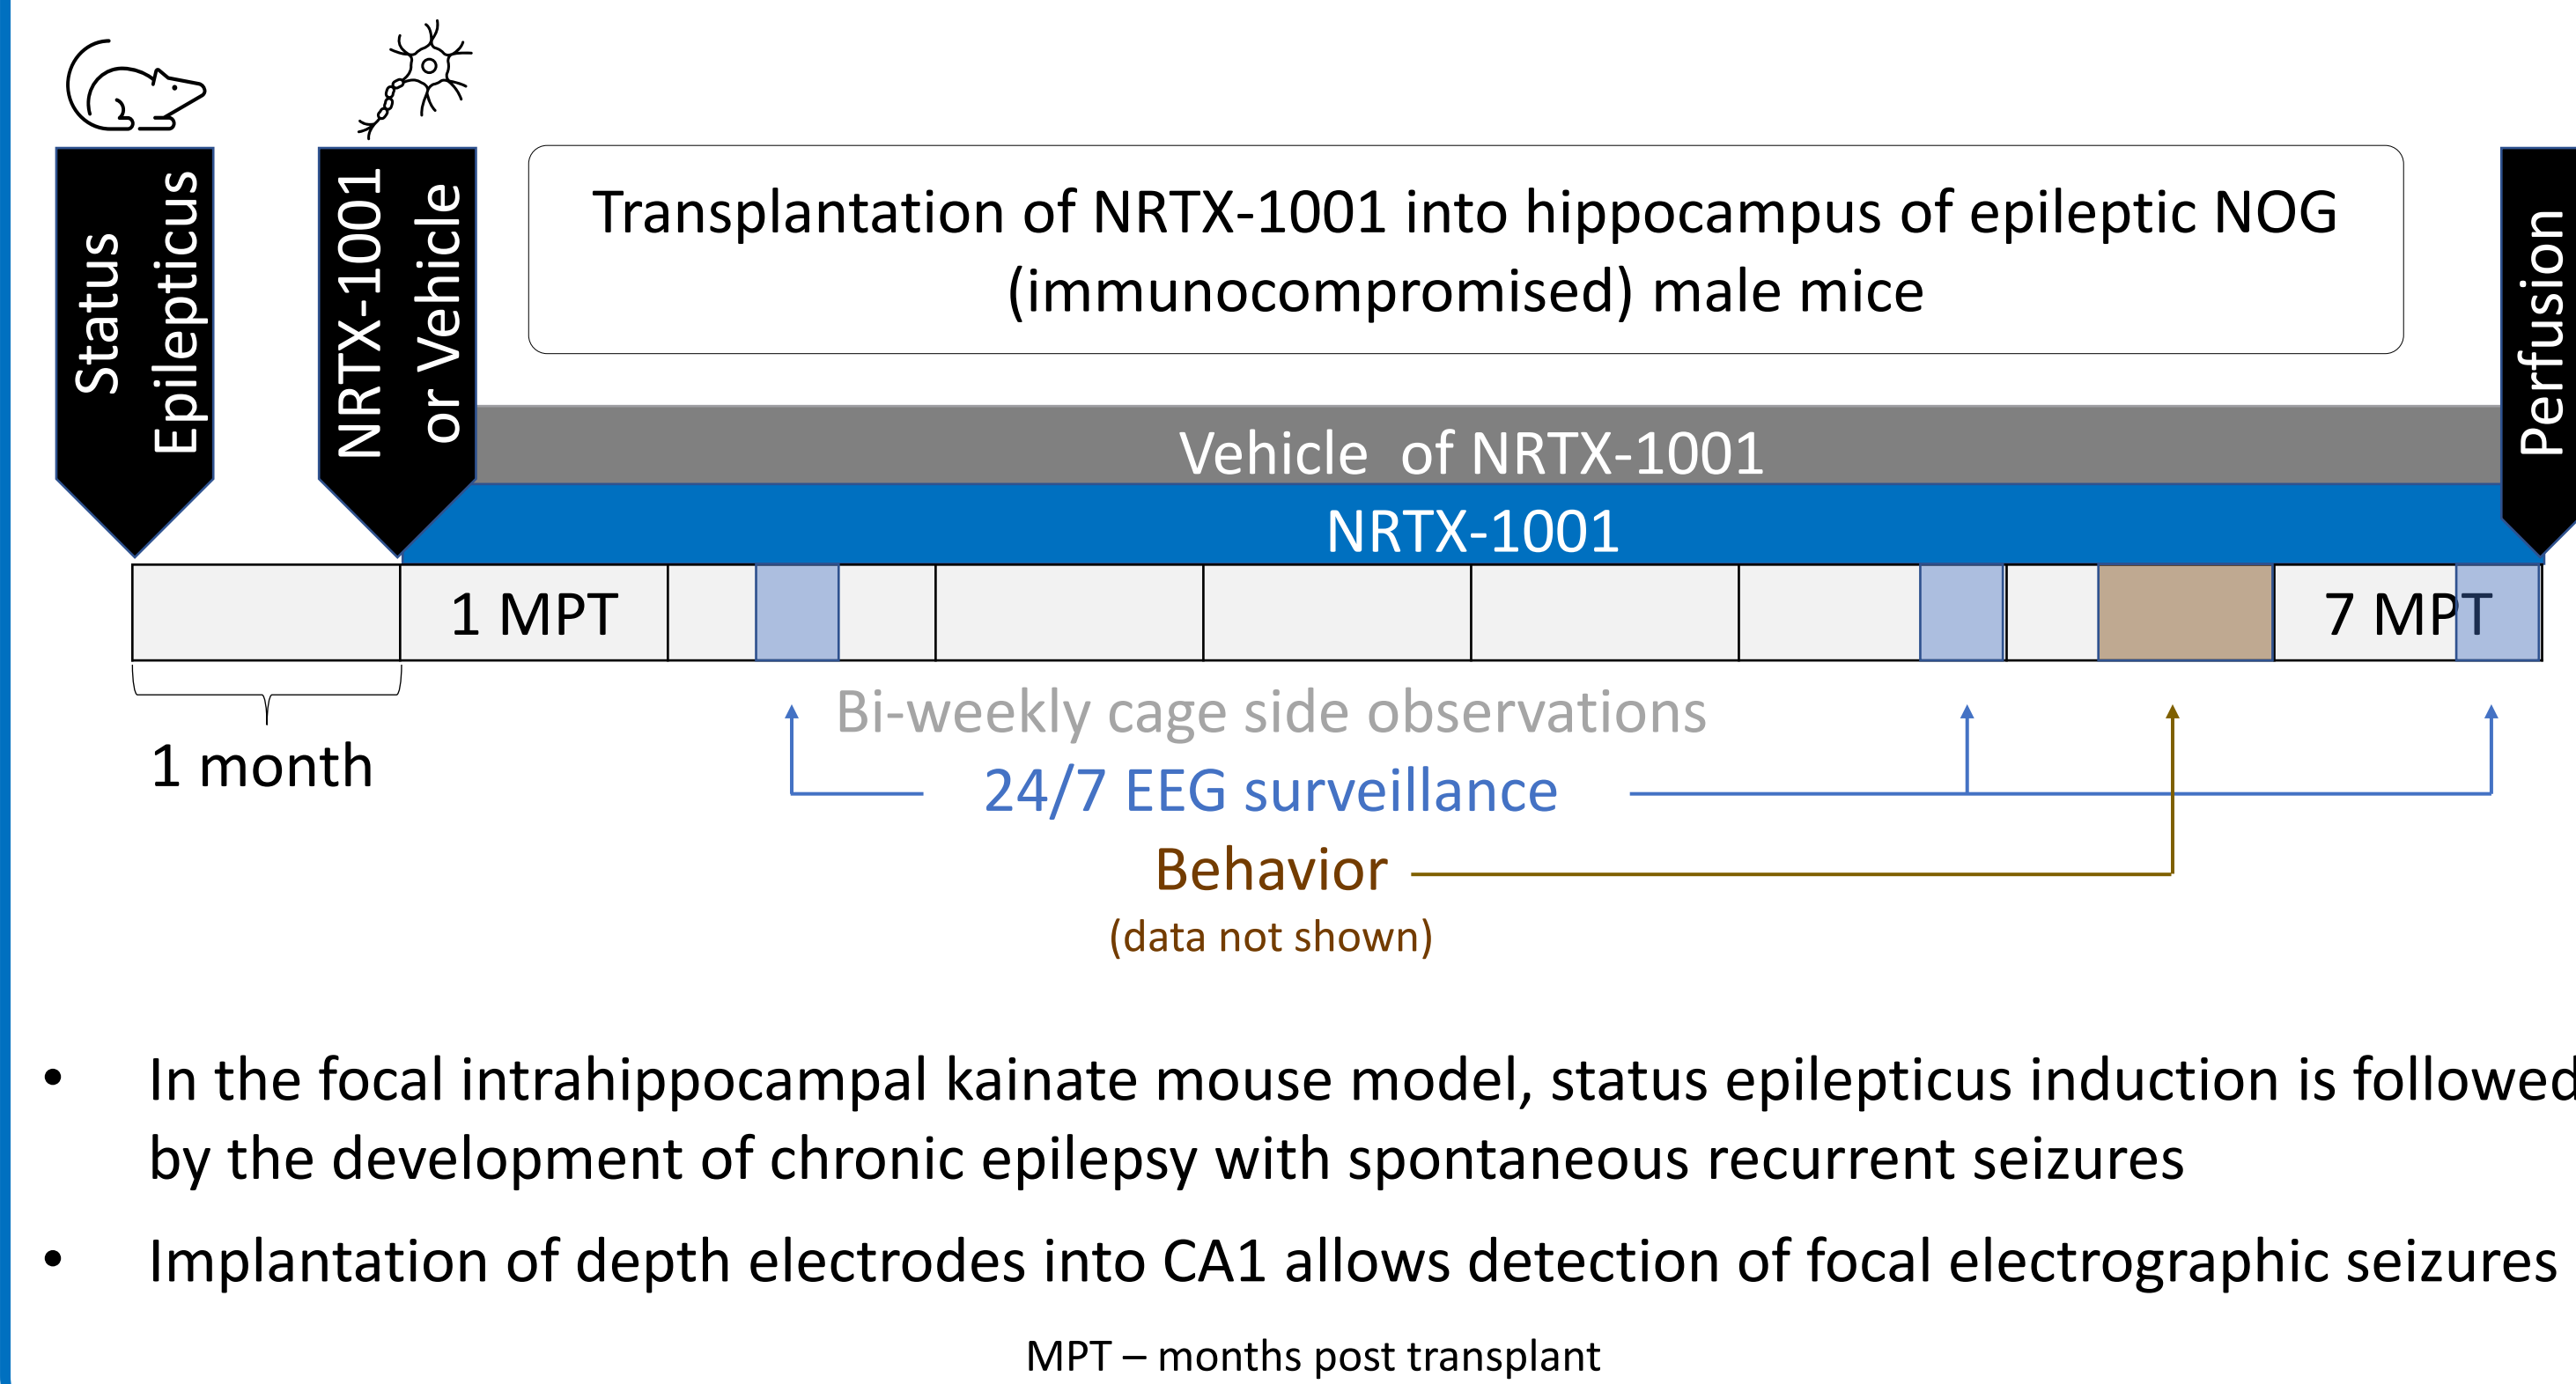 Status
Epilepticus
NRTX-1001
or Vehicle
Transplantation of NRTX-1001 into hippocampus of epileptic NOG
(immunocompromised) male mice
Perfusion
Vehicle of NRTX-1001
NRTX-1001
1 MPT
7 MPT
1 month
Bi-weekly cage side observations
24/7 EEG surveillance
Behavior
(data not shown)
• In the focal intrahippocampal kainate mouse model, status epilepticus induction is followed
by the development of chronic epilepsy with spontaneous recurrent seizures
• Implantation of depth electrodes into CA1 allows detection of focal electrographic seizures
MPT – months post transplant